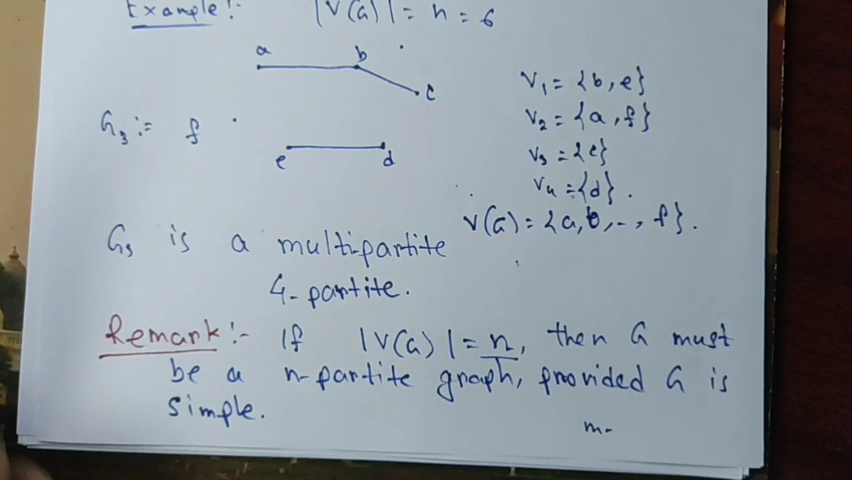 Example:- |V(G)| = n = 6
a b c
G₃:= f
e d
V₁ = {b, e}
V₂ = {a, f}
V₃ = {c}
V₄ = {d}.
V(G) = {a, b, .., f}.
G₃ is a multipartite
4-partite.
Remark:- If |V(G)| = n, then G must
be a n-partite graph, provided G is
simple.
m-